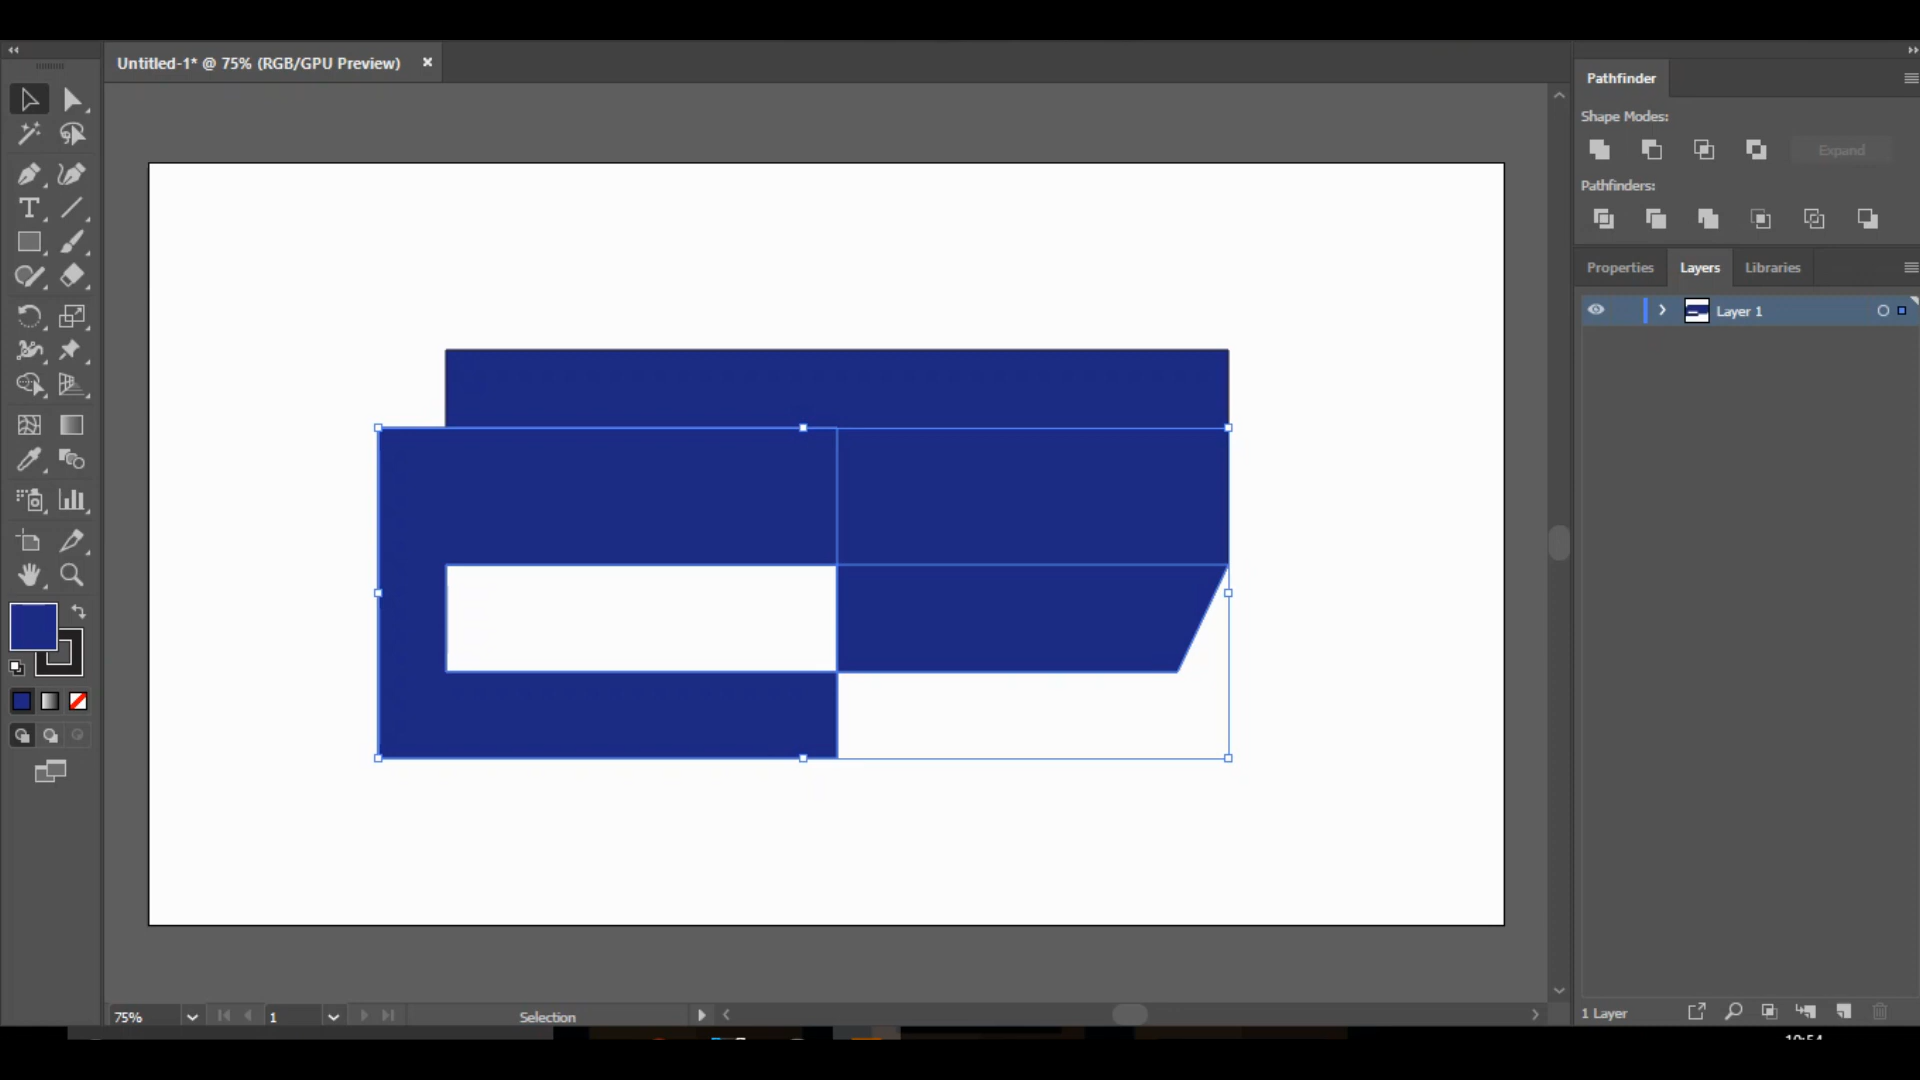 Untitled-1* @ 75% (RGB/GPU Preview)
Pathfinder
Shape Modes:
Expand
Pathfinders:
Properties
Layers
Libraries
Layer 1
75%
1
Selection
1 Layer